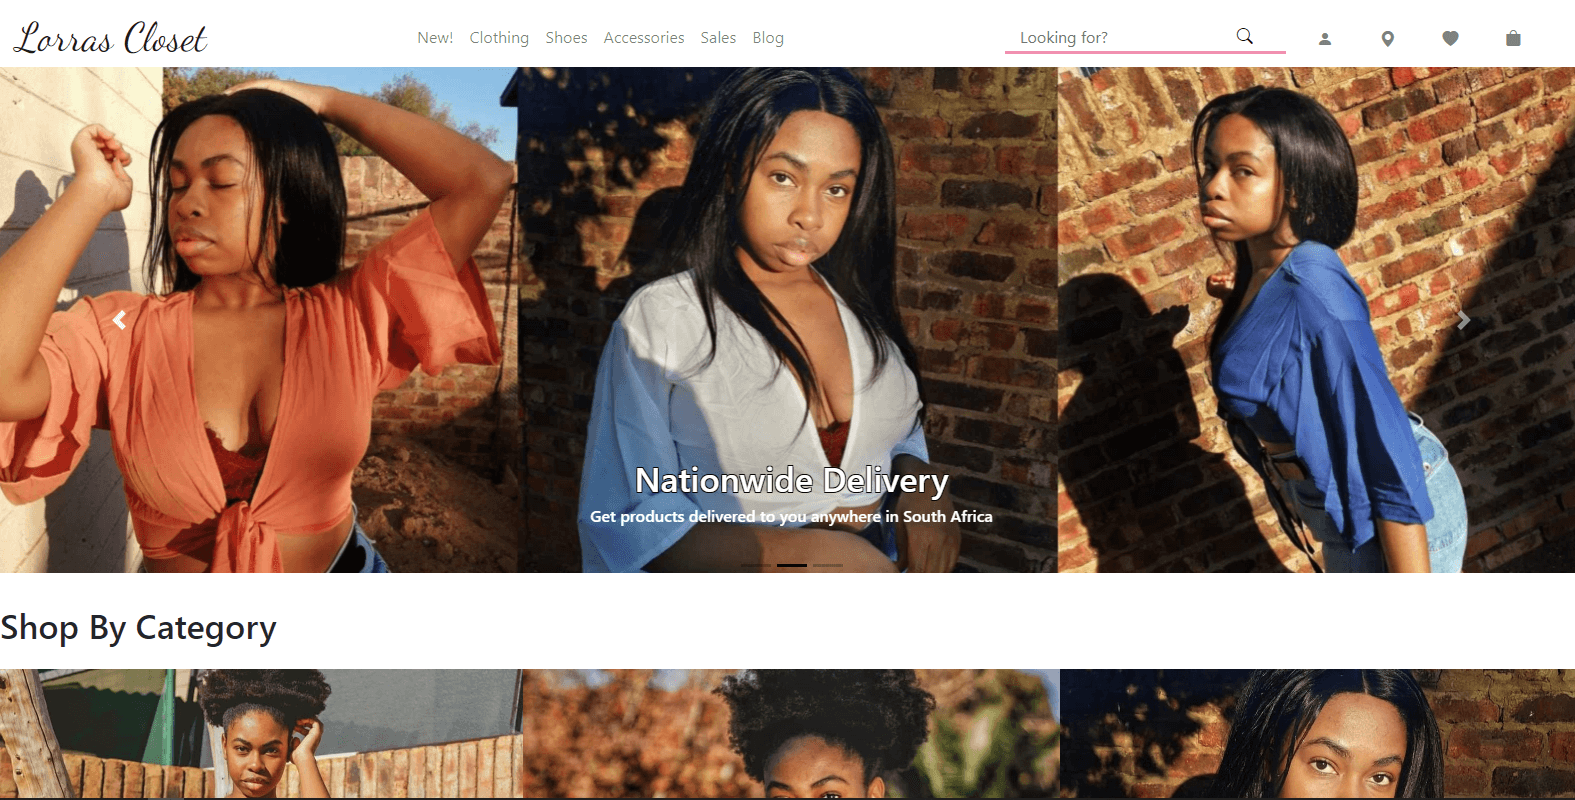 Lorras Closet
New! Clothing Shoes Accessories Sales Blog
Looking for?
Nationwide Delivery
Get products delivered to you anywhere in South Africa
Shop By Category